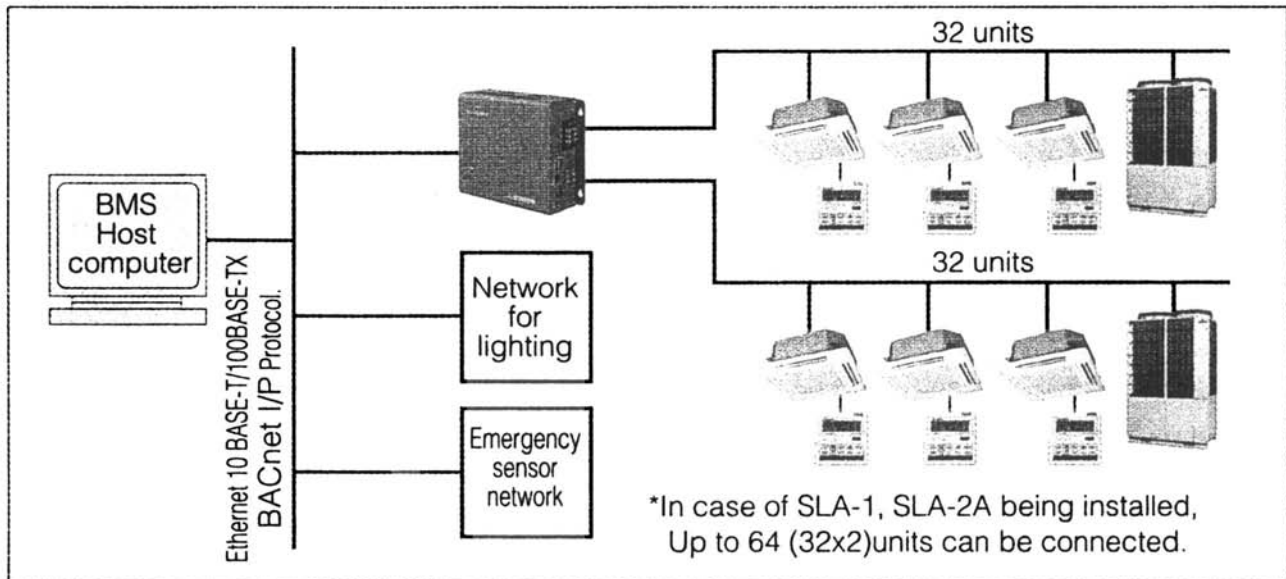 32 units
BMS
Host
computer
Ethernet 10 BASE-T/100BASE-TX
BACnet I/P Protocol.
Network
for
lighting
32 units
Emergency
sensor
network
*In case of SLA-1, SLA-2A being installed,
Up to 64 (32x2)units can be connected.